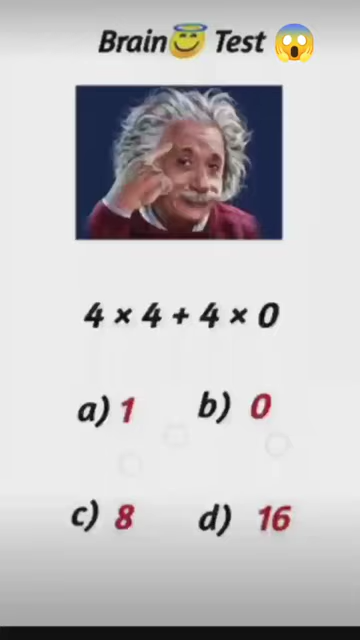 Brain😇 Test 😱
4 × 4 + 4 × 0
a) 1 b) 0
c) 8 d) 16